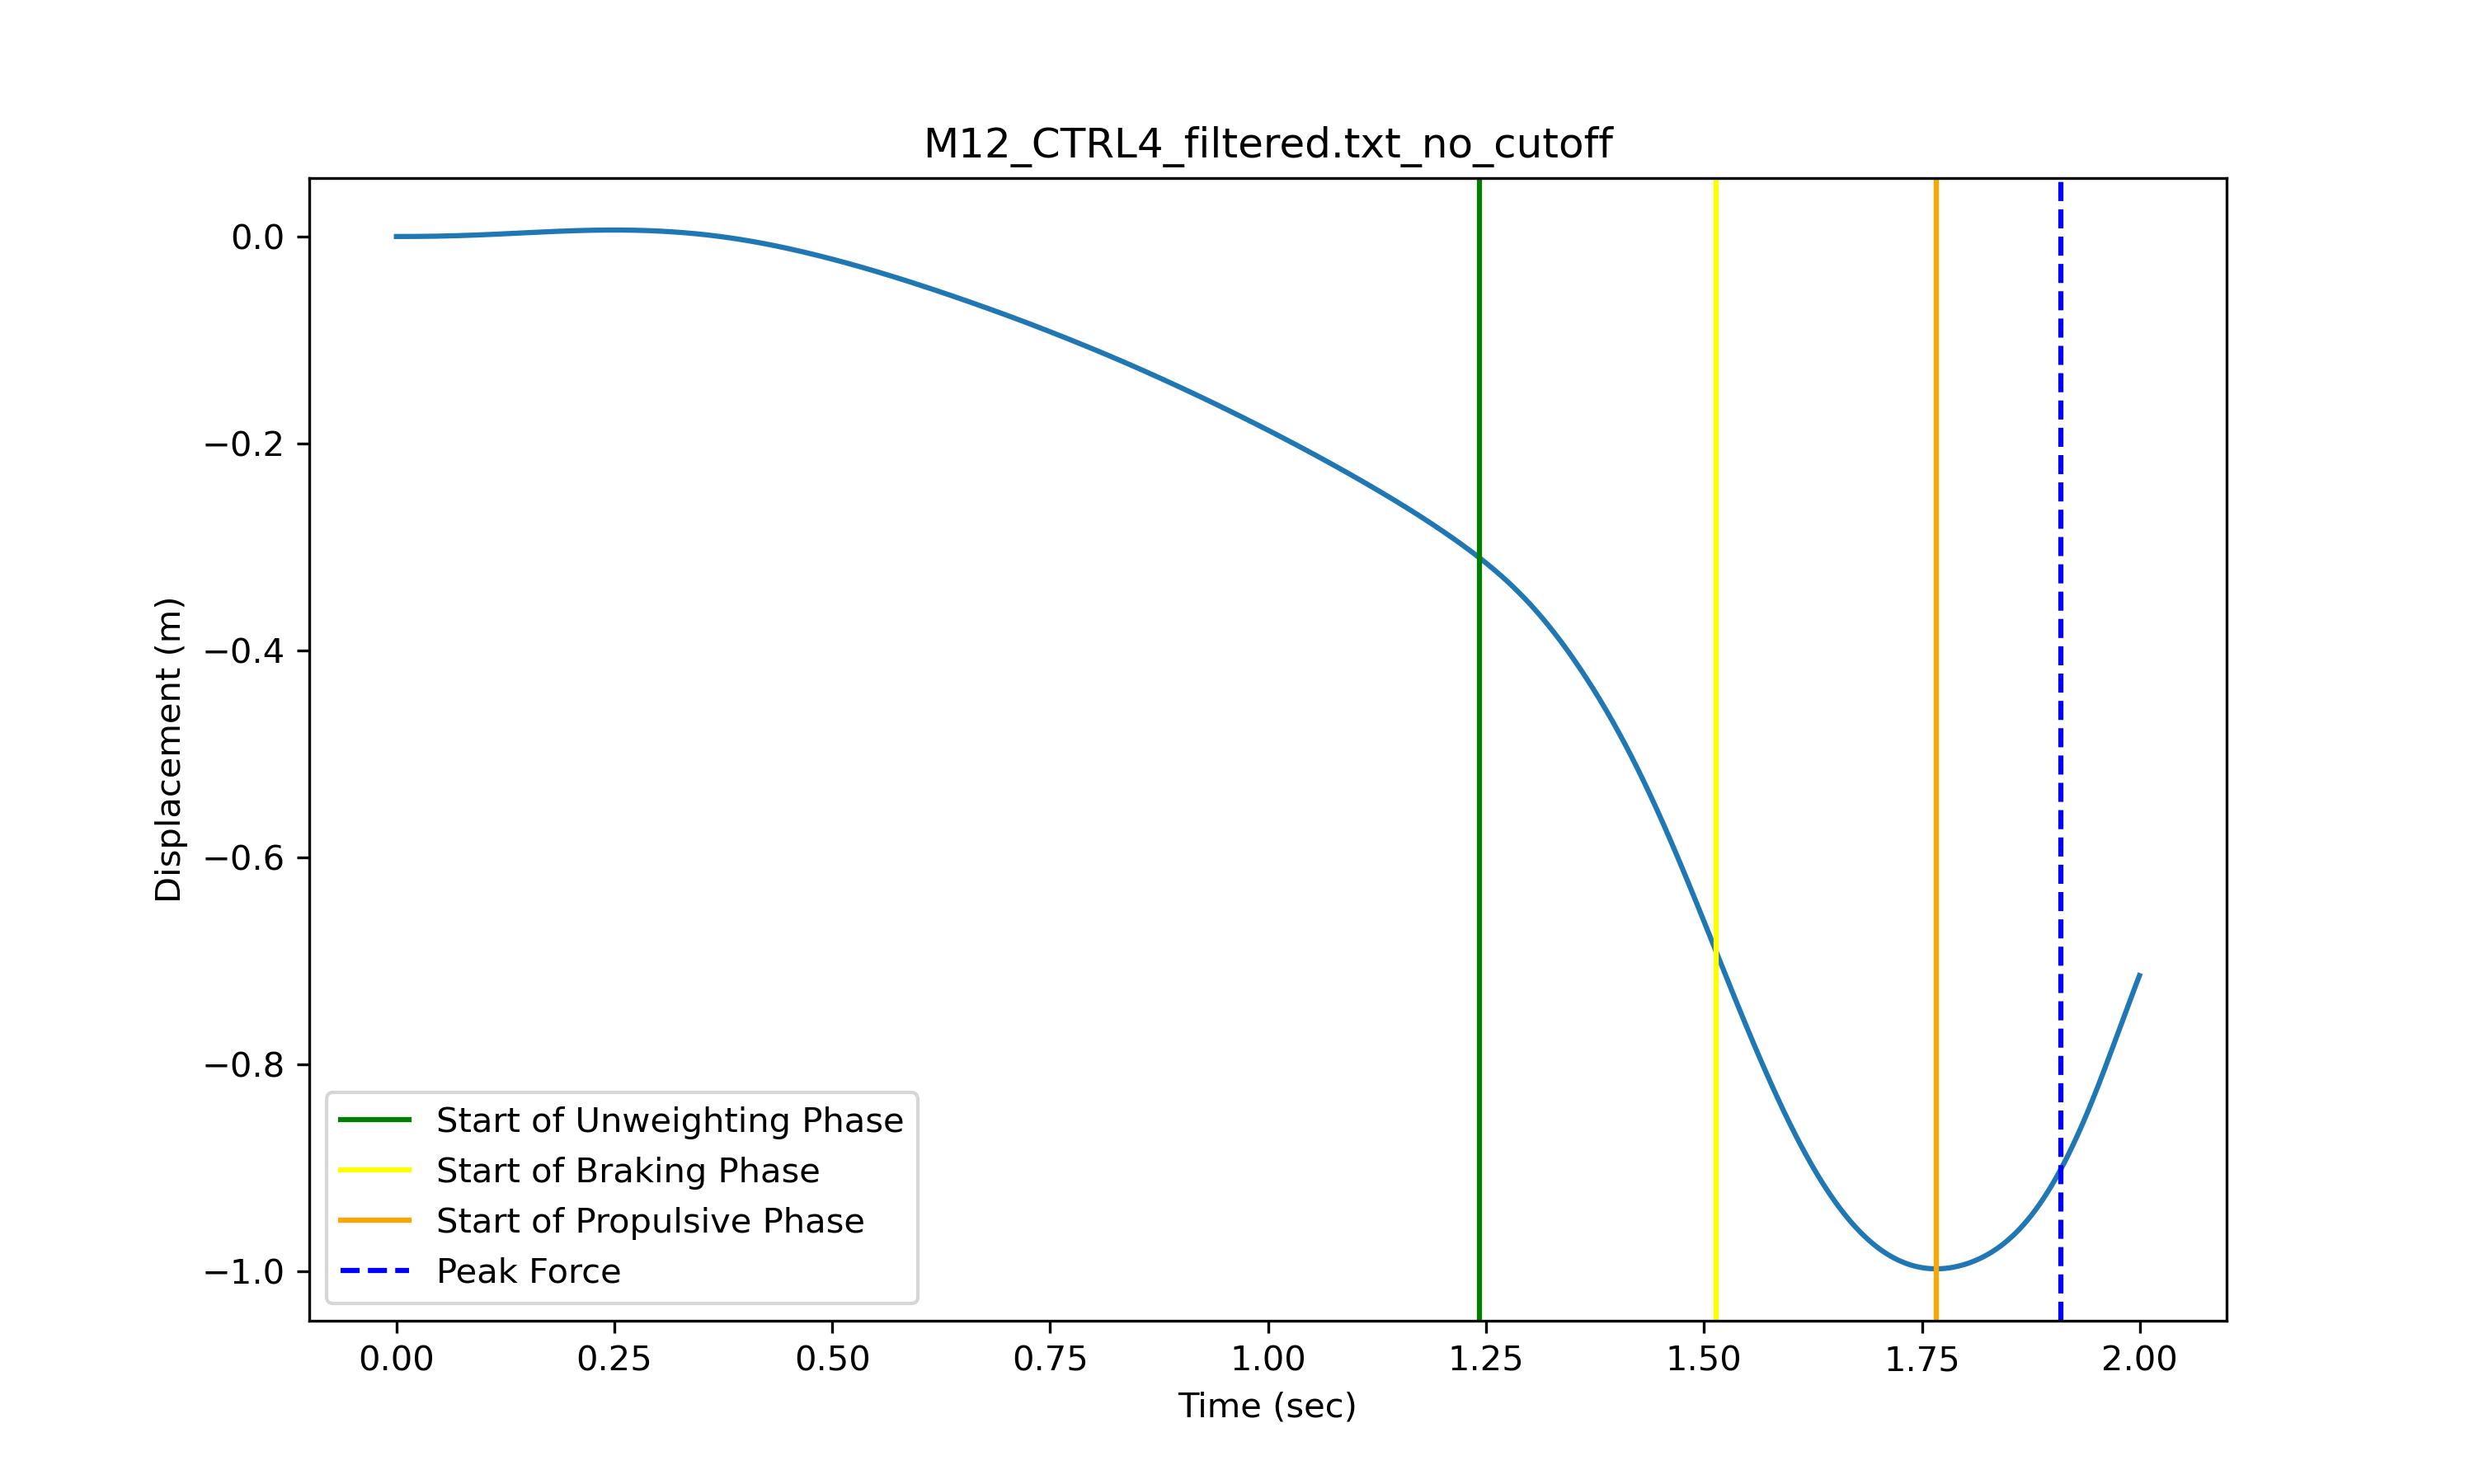 M12_CTRL4_filtered.txt_no_cutoff
Displacement (m)
0.0
−0.2
−0.4
−0.6
−0.8
−1.0
Start of Unweighting Phase
Start of Braking Phase
Start of Propulsive Phase
Peak Force
0.00 0.25 0.50 0.75 1.00 1.25 1.50 1.75 2.00
Time (sec)